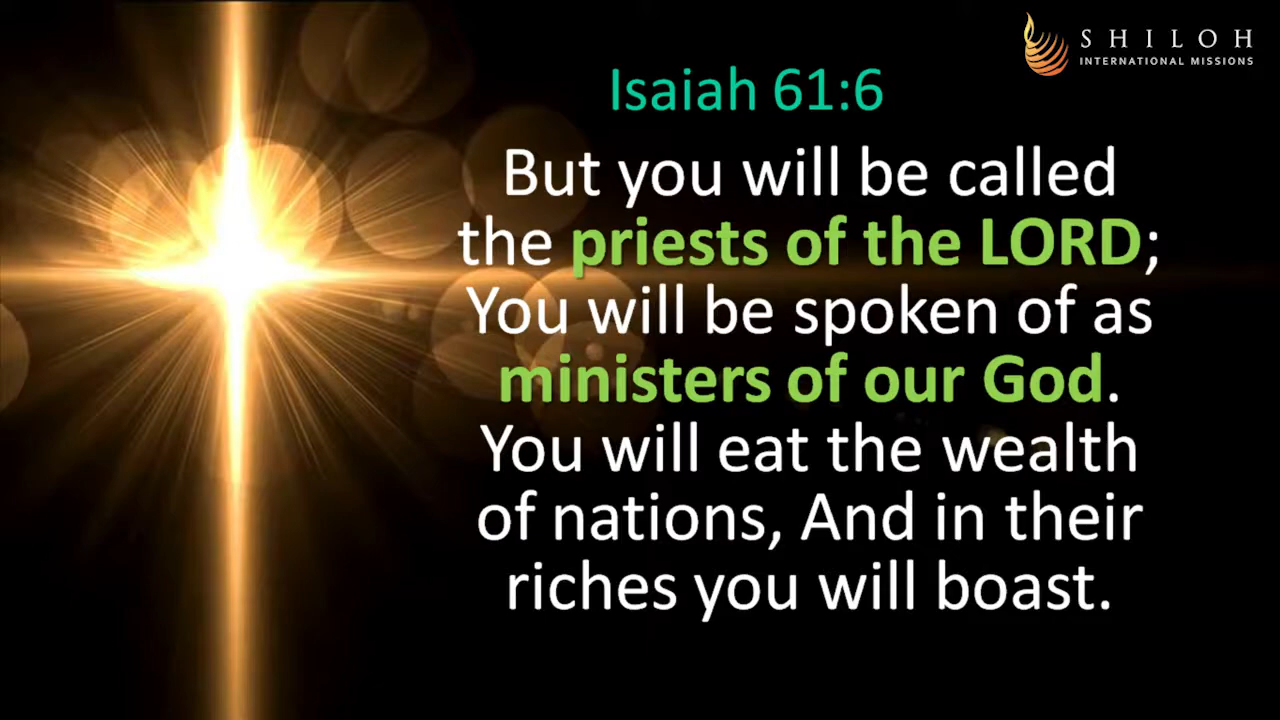 SHILOH
INTERNATIONAL MISSIONS
Isaiah 61:6
But you will be called
the priests of the LORD;
You will be spoken of as
ministers of our God.
You will eat the wealth
of nations, And in their
riches you will boast.